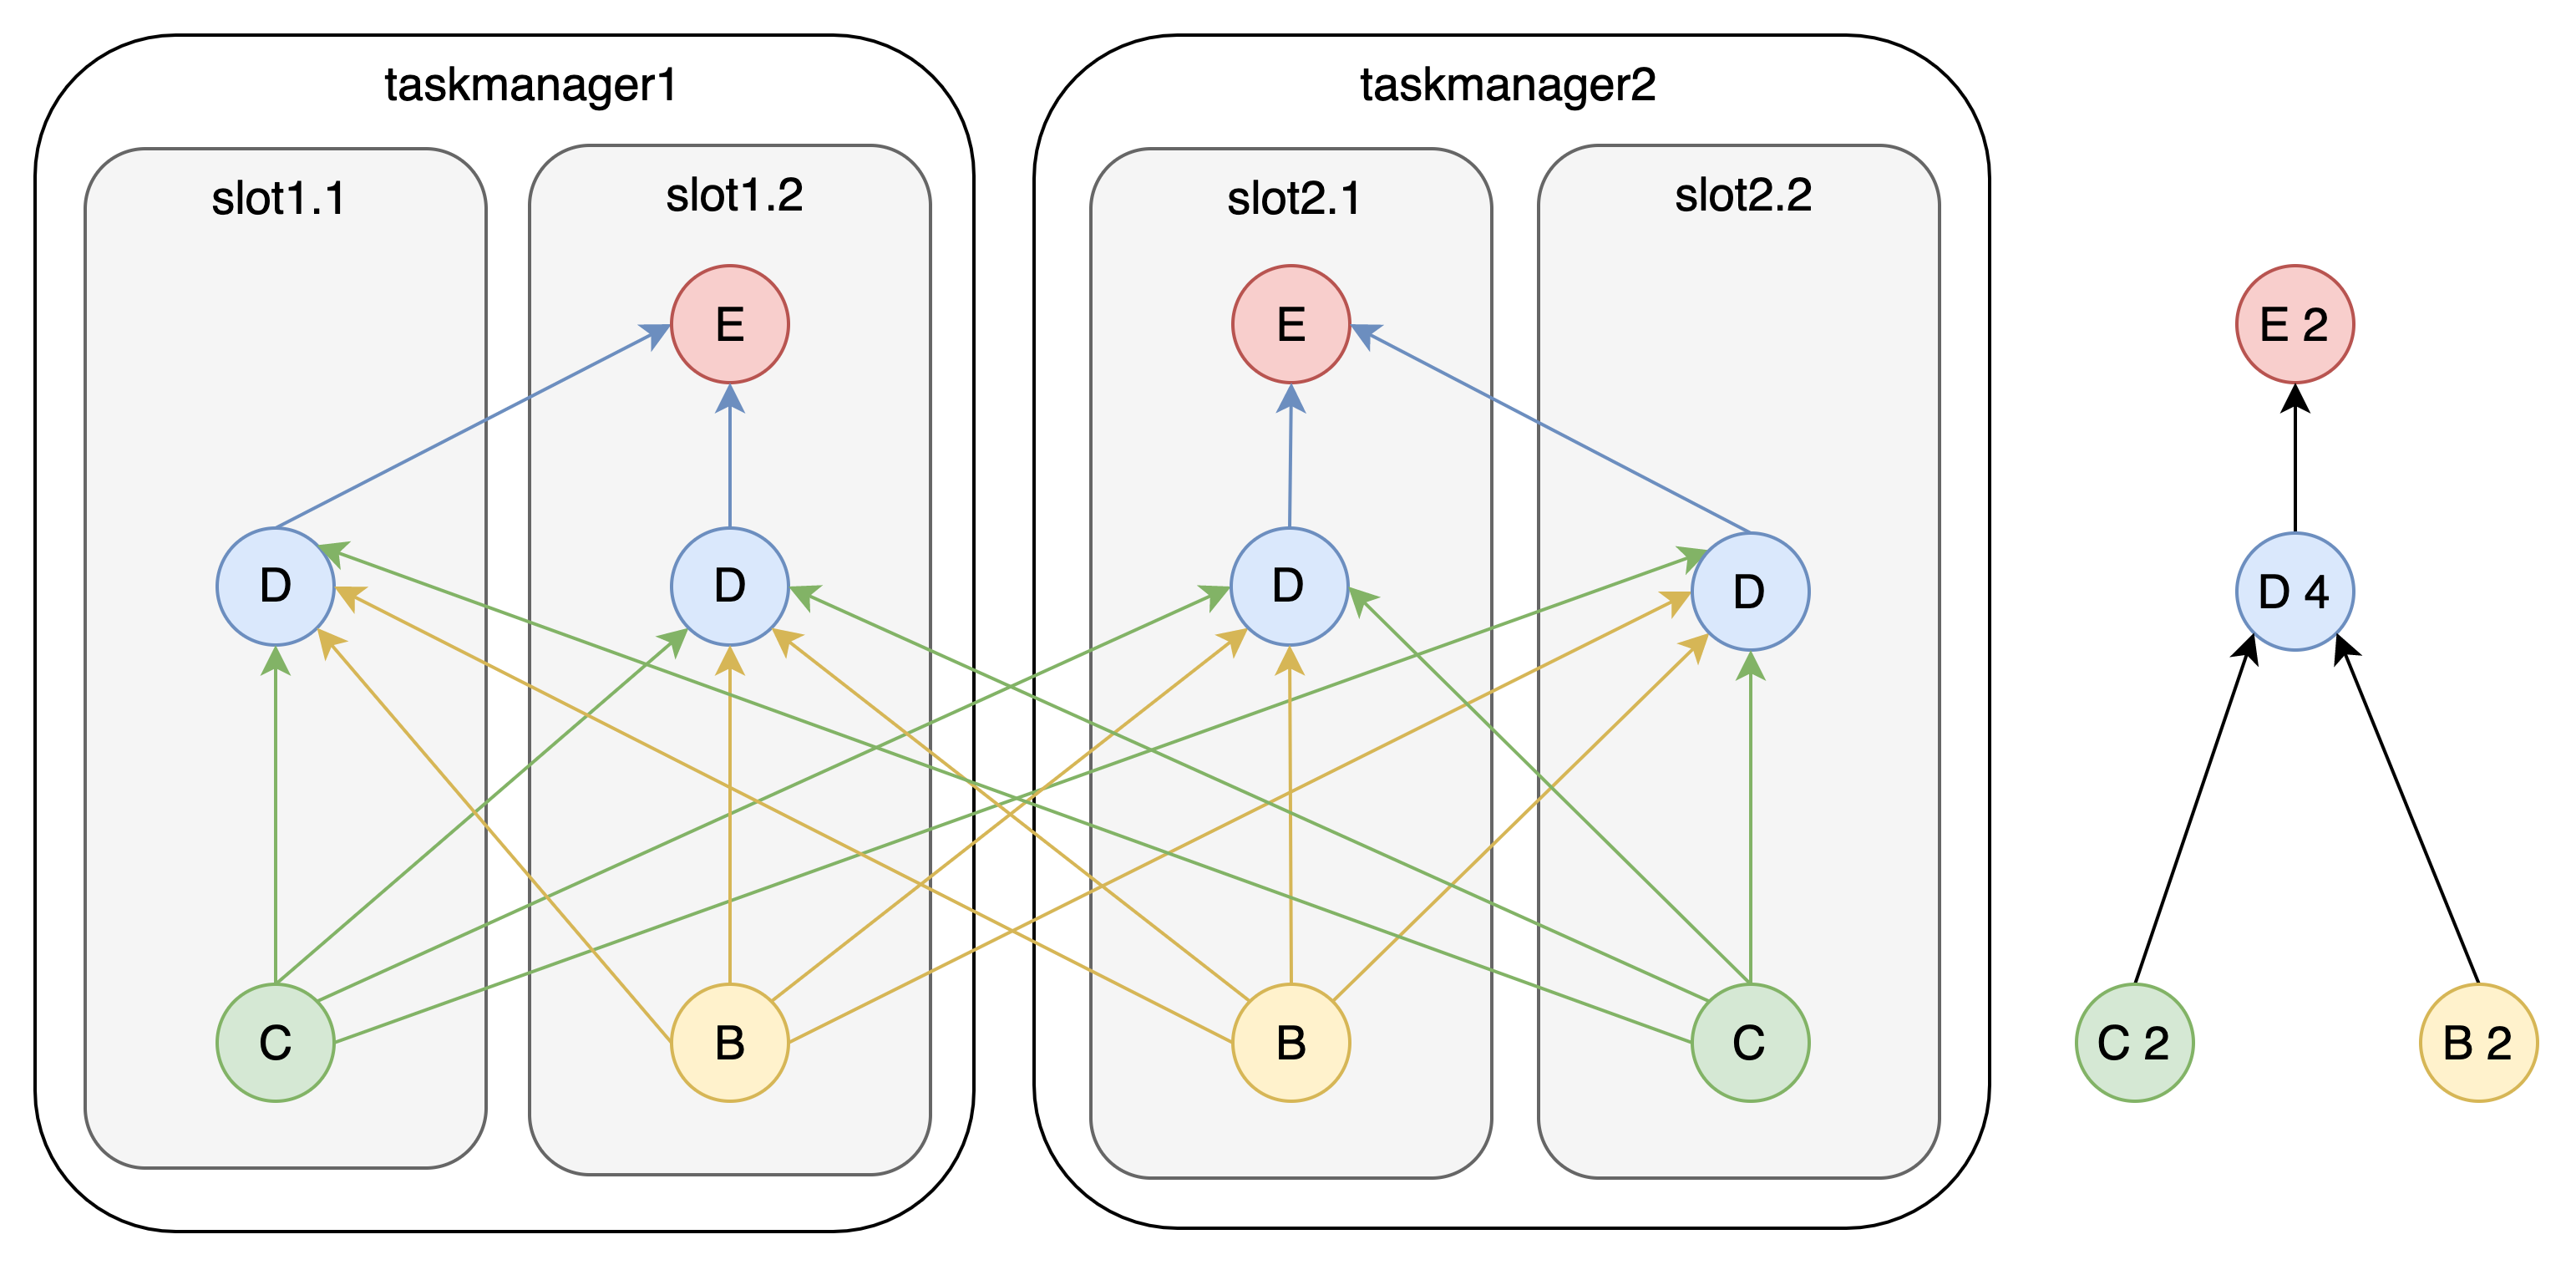 taskmanager1
slot1.1
slot1.2
E
D
D
C
B
taskmanager2
slot2.1
slot2.2
E
D
D
B
C
E 2
D 4
C 2
B 2